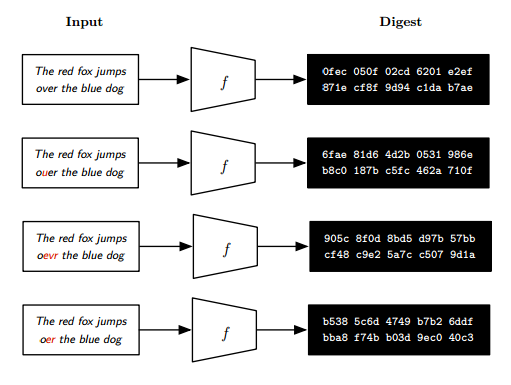 Input Digest
The red fox jumps
over the blue dog
f
0fec 050f 02cd 6201 e2ef
871e cf8f 9d94 c1da b7ae
The red fox jumps
ouer the blue dog
f
6fae 81d6 4d2b 0531 986e
b8c0 187b c5fc 462a 710f
The red fox jumps
oevr the blue dog
f
905c 8f0d 8bd5 d97b 57bb
cf48 c9e2 5a7c c507 9d1a
The red fox jumps
oer the blue dog
f
b538 5c6d 4749 b7b2 6ddf
bba8 f74b b03d 9ec0 40c3